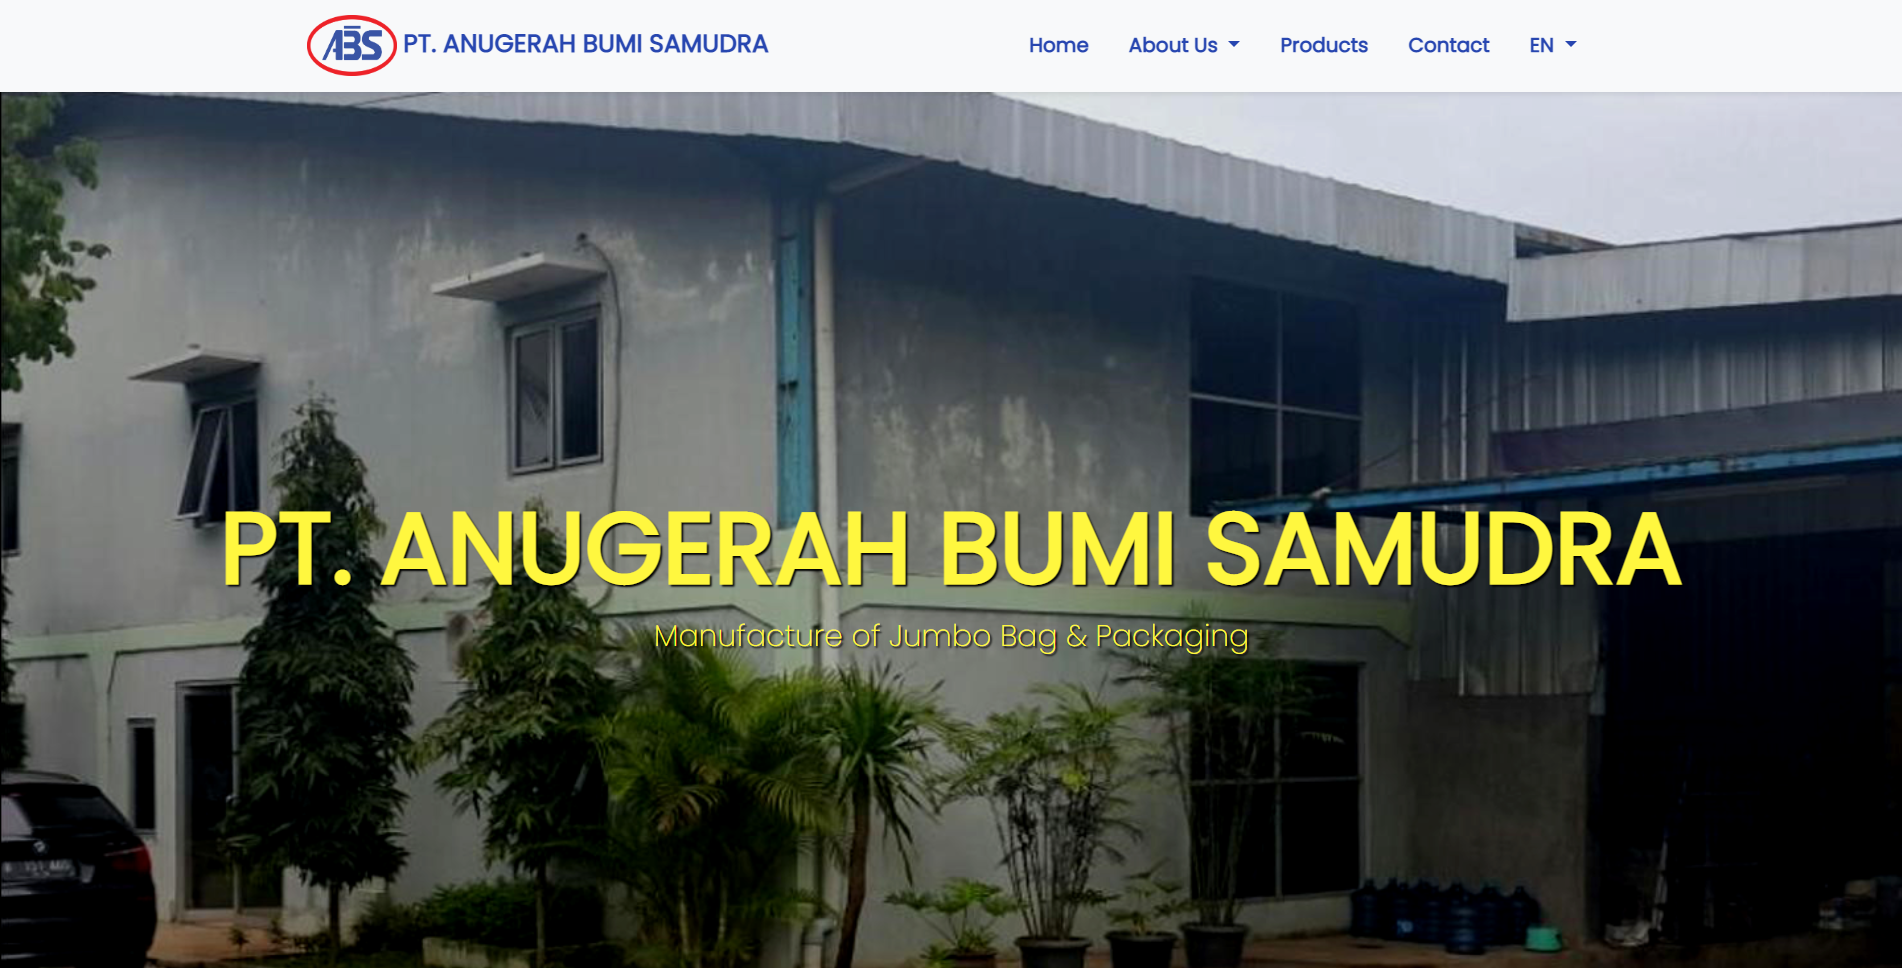 ABS PT. ANUGERAH BUMI SAMUDRA
Home About Us Products Contact EN
PT. ANUGERAH BUMI SAMUDRA
Manufacture of Jumbo Bag & Packaging